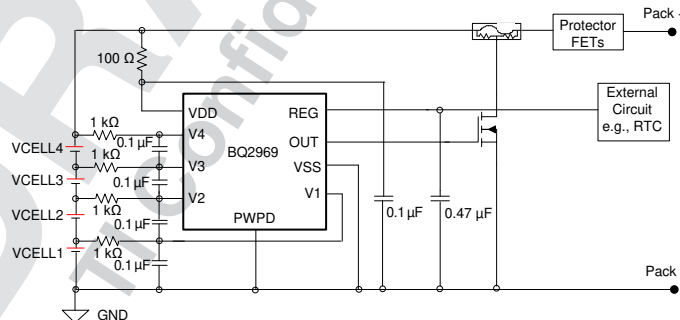 Pack
Protector
FETs
100 Ω
External
Circuit
e.g., RTC
VDD
REG
1 kΩ
0.1 µF
V4
OUT
BQ2969
VCELL4
1 kΩ
V3
VSS
VCELL3
0.1 µF
V2
V1
VCELL2
1 kΩ
0.1 µF
PWPD
0.1 µF
0.47 µF
VCELL1
1 kΩ
0.1 µF
Pack
GND
TI Confid